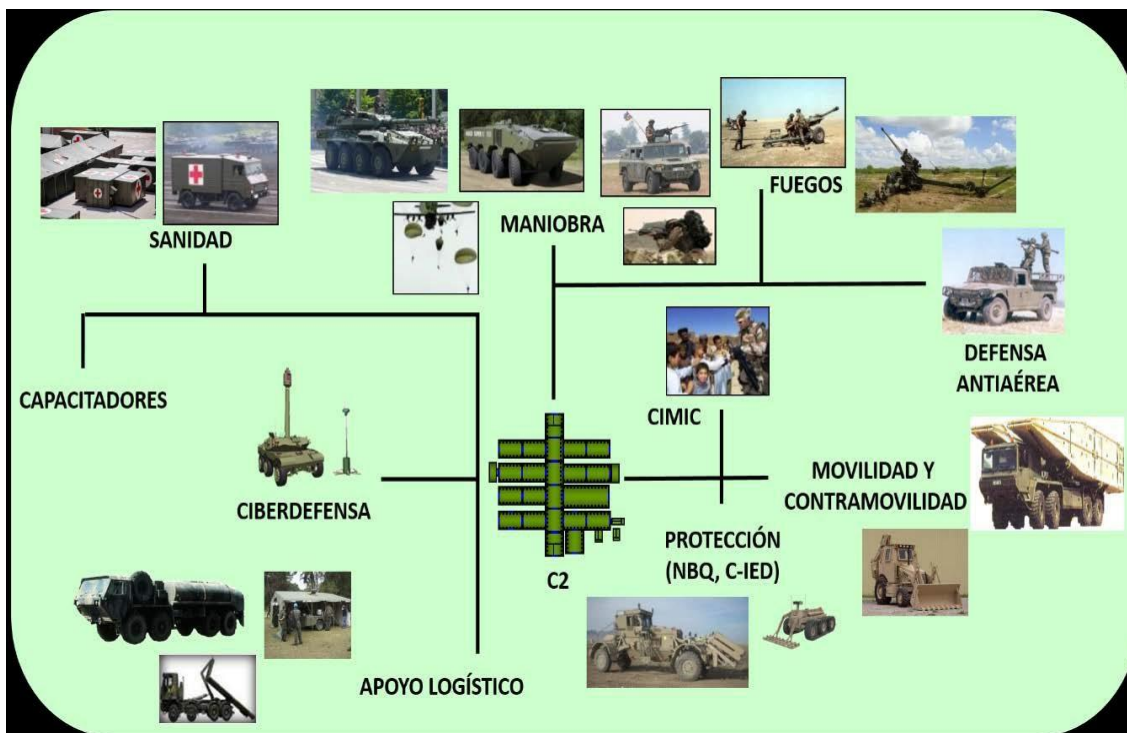 FUEGOS
SANIDAD
MANIOBRA
DEFENSA
ANTIAÉREA
CAPACITADORES
CIMIC
MOVILIDAD Y
CONTRAMOVILIDAD
CIBERDEFENSA
PROTECCIÓN
(NBQ, C-IED)
C2
APOYO LOGÍSTICO